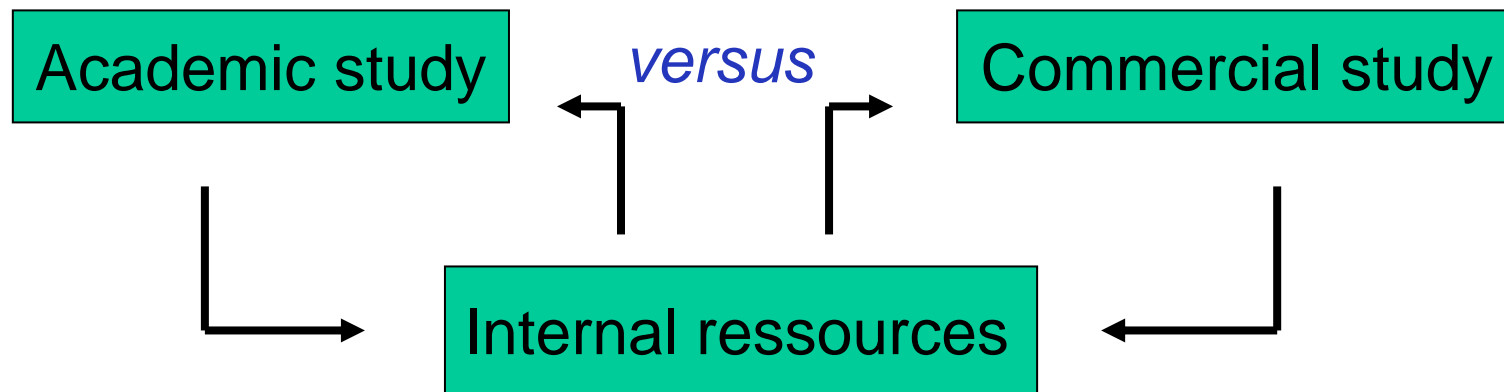 Academic study
versus
Commercial study
Internal ressources